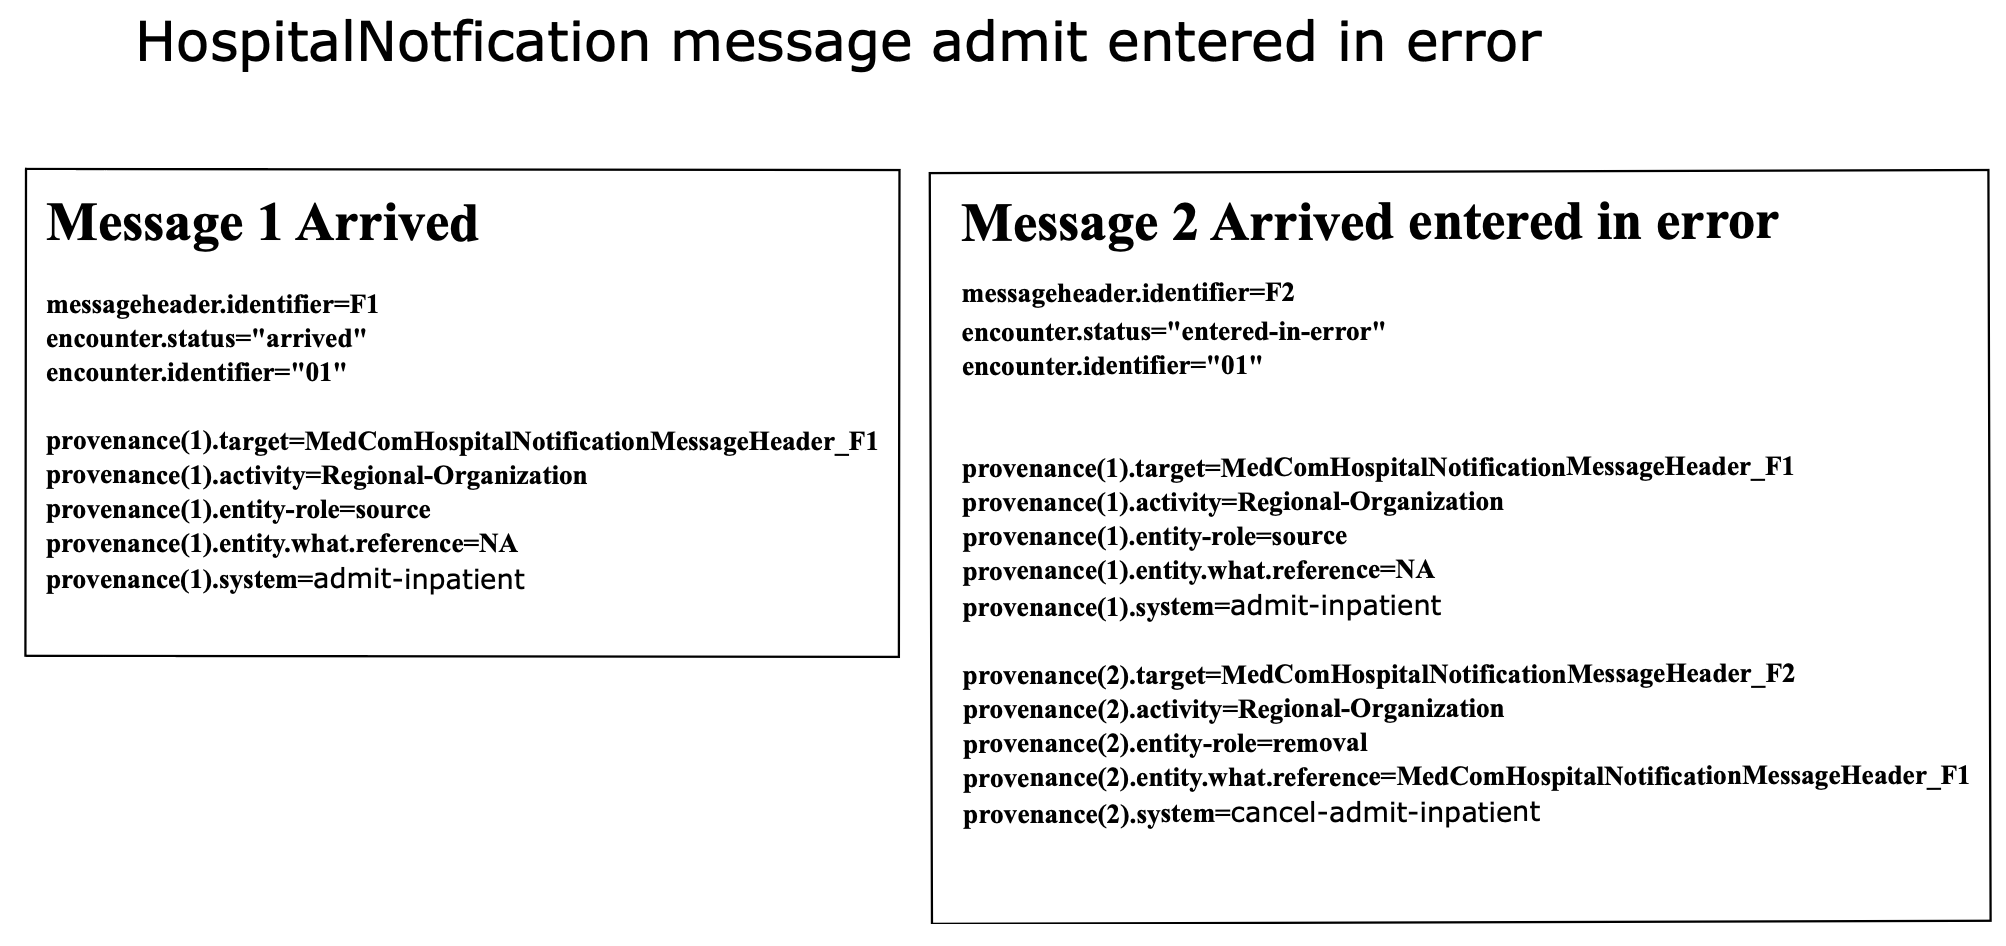 HospitalNotfication message admit entered in error
Message 1 Arrived
messageheader.identifier=F1
encounter.status="arrived"
encounter.identifier="01"
provenance(1).target=MedComHospitalNotificationMessageHeader_F1
provenance(1).activity=Regional-Organization
provenance(1).entity-role=source
provenance(1).entity.what.reference=NA
provenance(1).system=admit-inpatient
Message 2 Arrived entered in error
messageheader.identifier=F2
encounter.status="entered-in-error"
encounter.identifier="01"
provenance(1).target=MedComHospitalNotificationMessageHeader_F1
provenance(1).activity=Regional-Organization
provenance(1).entity-role=source
provenance(1).entity.what.reference=NA
provenance(1).system=admit-inpatient
provenance(2).target=MedComHospitalNotificationMessageHeader_F2
provenance(2).activity=Regional-Organization
provenance(2).entity-role=removal
provenance(2).entity.what.reference=MedComHospitalNotificationMessageHeader_F1
provenance(2).system=cancel-admit-inpatient